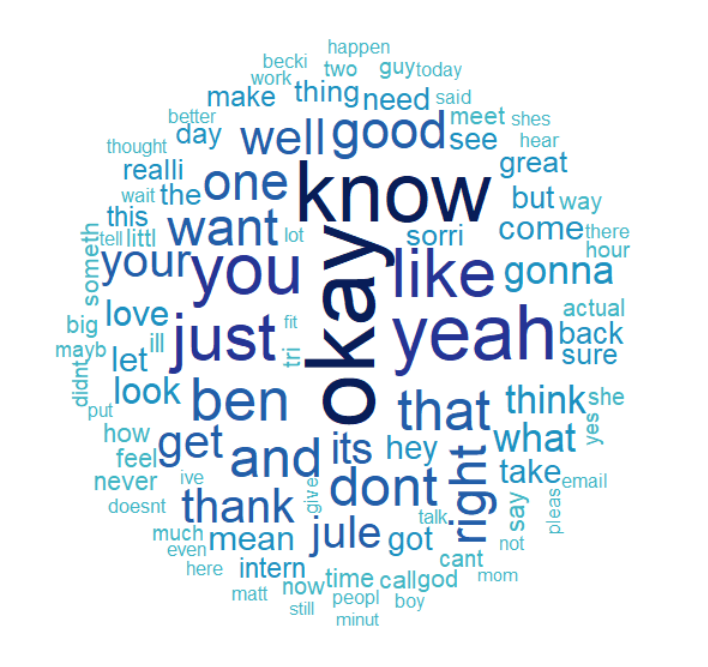 happen
becki
two
guy
today
work
make
thing
need
said
better
day
well
good
see
meet
shes
thought
hear
realli
one
know
great
wait
the
but
way
this
want
sorri
come
there
tell
littl
lot
hour
someth
your
you
okay
like
gonna
love
actual
big
just
fit
yeah
back
mayb
ill
tri
sure
let
didnt
look
ben
that
think
she
put
how
get
and
its
hey
right
what
yes
feel
never
ive
give
dont
take
email
doesnt
thank
say
pleas
much
mean
jule
got
talk
not
even
cant
here
intern
now
time
call
god
mom
matt
peopl
boy
still
minut